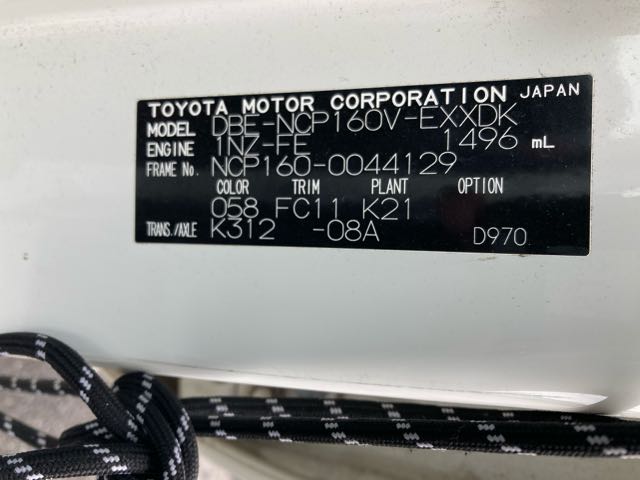 TOYOTA MOTOR CORPORATION JAPAN
MODEL DBE-NCP160V-EXXDK
ENGINE 1NZ-FE 1496 mL
FRAME No. NCP160-0044129
COLOR TRIM PLANT OPTION
058 FC11 K21
TRANS./AXLE K312 -08A D970